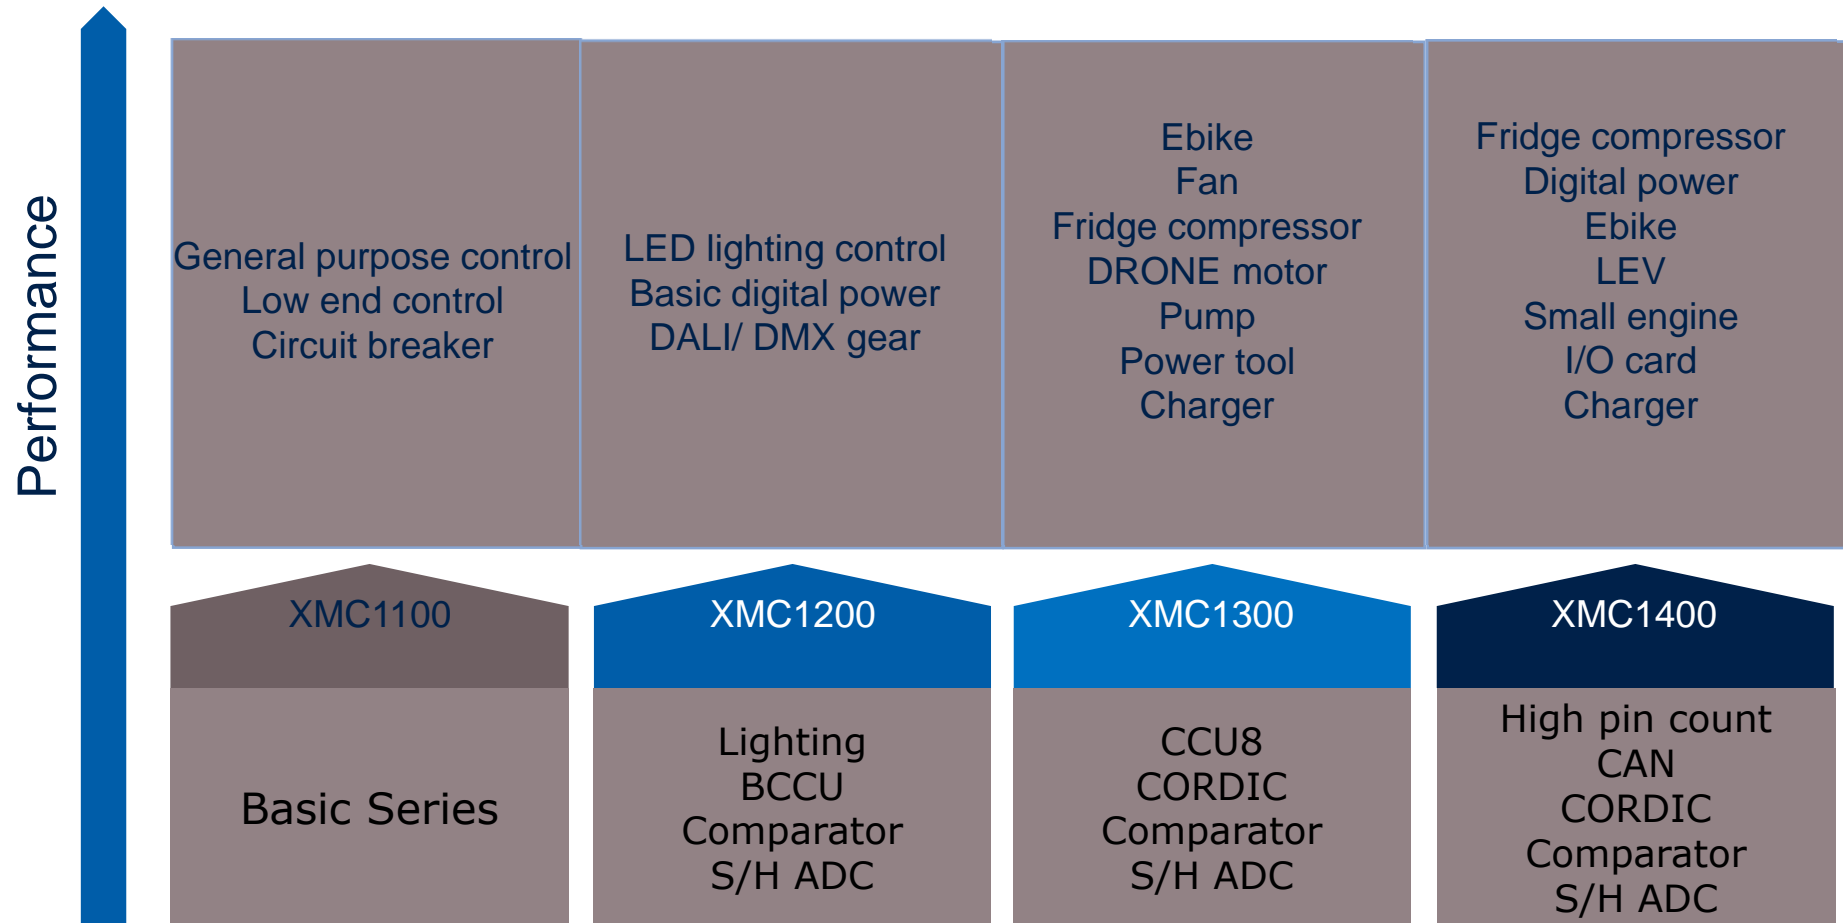 Performance
General purpose control
Low end control
Circuit breaker
LED lighting control
Basic digital power
DALI/ DMX gear
Ebike
Fan
Fridge compressor
DRONE motor
Pump
Power tool
Charger
Fridge compressor
Digital power
Ebike
LEV
Small engine
I/O card
Charger
XMC1100
XMC1200
XMC1300
XMC1400
Basic Series
Lighting
BCCU
Comparator
S/H ADC
CCU8
CORDIC
Comparator
S/H ADC
High pin count
CAN
CORDIC
Comparator
S/H ADC